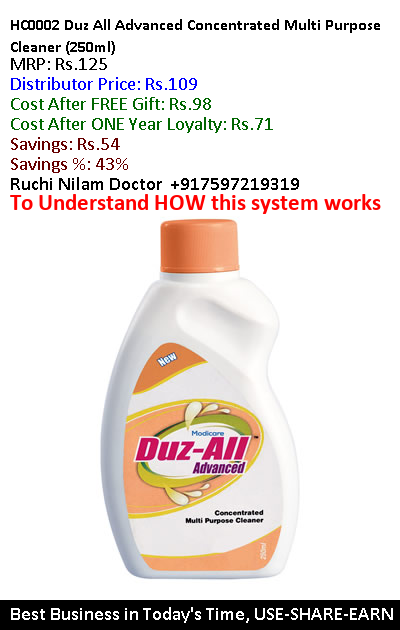 HC0002 Duz All Advanced Concentrated Multi Purpose
Cleaner (250ml)
MRP: Rs.125
Distributor Price: Rs.109
Cost After FREE Gift: Rs.98
Cost After ONE Year Loyalty: Rs.71
Savings: Rs.54
Savings %: 43%
Ruchi Nilam Doctor +917597219319
To Understand HOW this system works
New
Modicare
Duz-All
Advanced
Concentrated
Multi Purpose Cleaner
250ml
Best Business in Today's Time, USE-SHARE-EARN